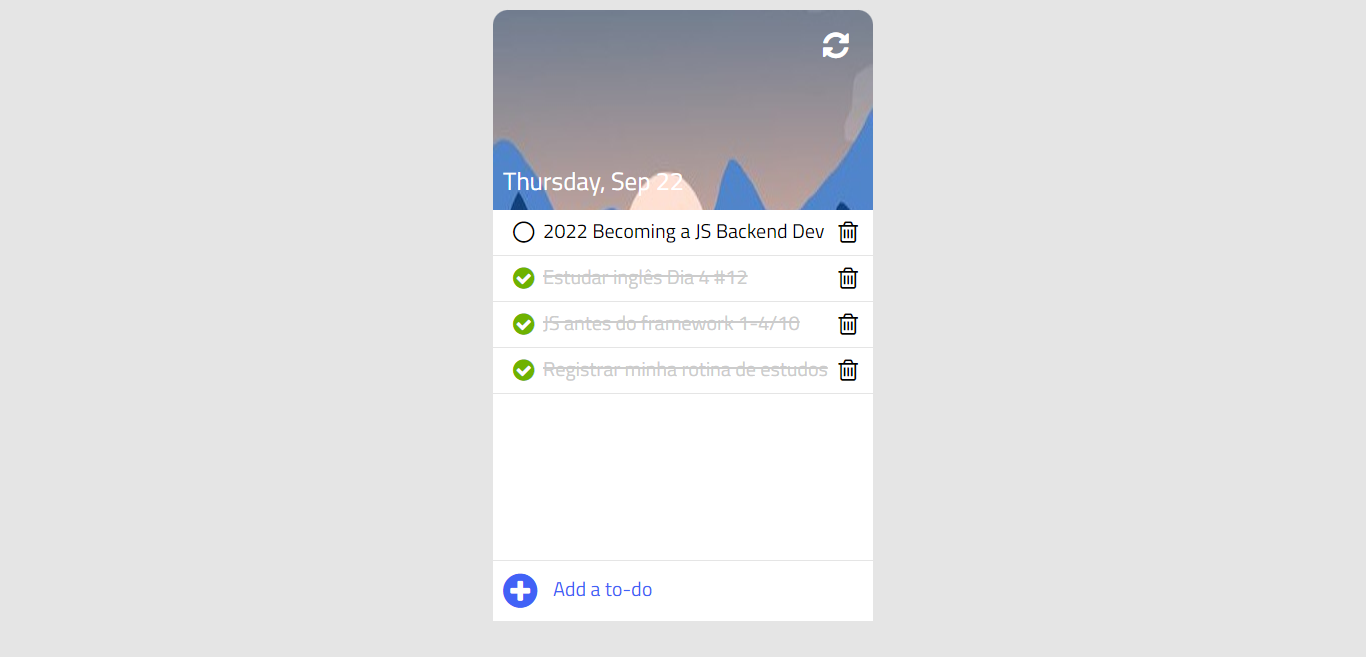 Thursday, Sep 22
2022 Becoming a JS Backend Dev
Estudar inglês Dia 4 #12
JS antes do framework 1-4/10
Registrar minha rotina de estudos
Add a to-do